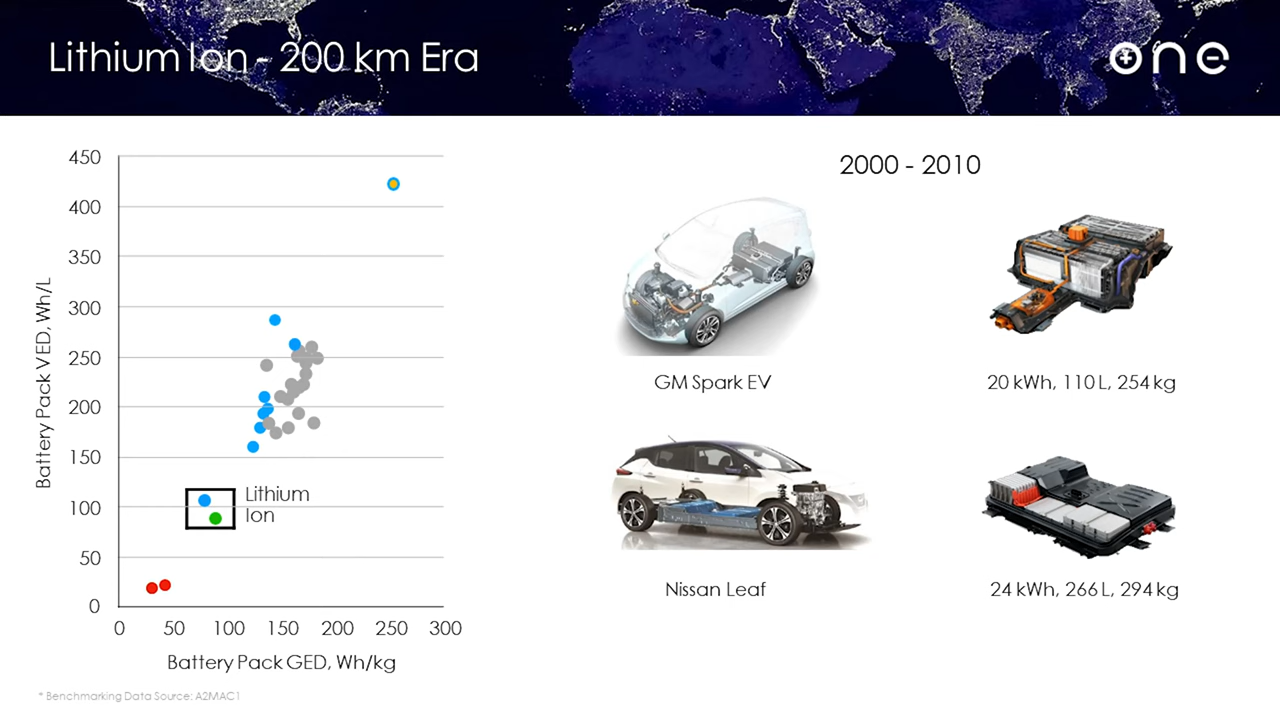 Lithium Ion - 200 km Era
one
2000 - 2010
450
400
350
300
250
200
150
100
50
0
Battery Pack VED, Wh/L
Lithium
Ion
0 50 100 150 200 250 300
Battery Pack GED, Wh/kg
GM Spark EV
20 kWh, 110 L, 254 kg
Nissan Leaf
24 kWh, 266 L, 294 kg
* Benchmarking Data Source: A2MAC1